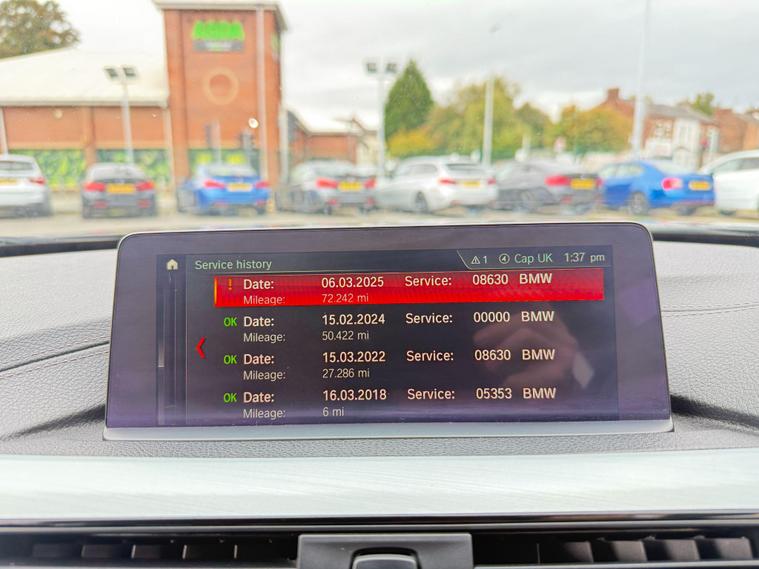 ASDA
Service history 1 4 Cap UK 1:37 pm
! Date: 06.03.2025 Service: 08630 BMW
Mileage: 72.242 mi
OK Date: 15.02.2024 Service: 00000 BMW
Mileage: 50.422 mi
OK Date: 15.03.2022 Service: 08630 BMW
Mileage: 27.286 mi
OK Date: 16.03.2018 Service: 05353 BMW
Mileage: 6 mi